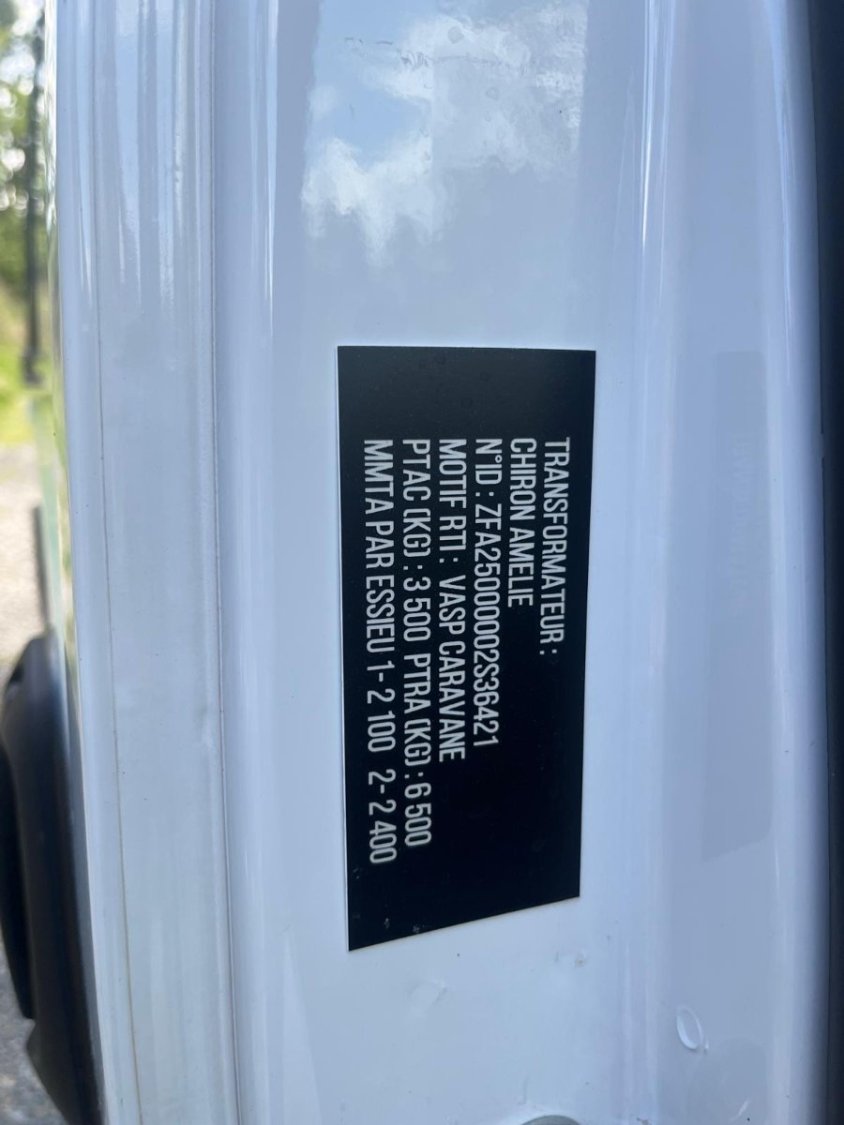 TRANSFORMATEUR :
CHIRON AMELIE
N°ID : ZFA25000002S36421
MOTIF RTI : VASP CARAVANE
PTAC (KG) : 3 500 PTRA (KG) : 6 500
MMTA PAR ESSIEU 1- 2 100 2- 2 400